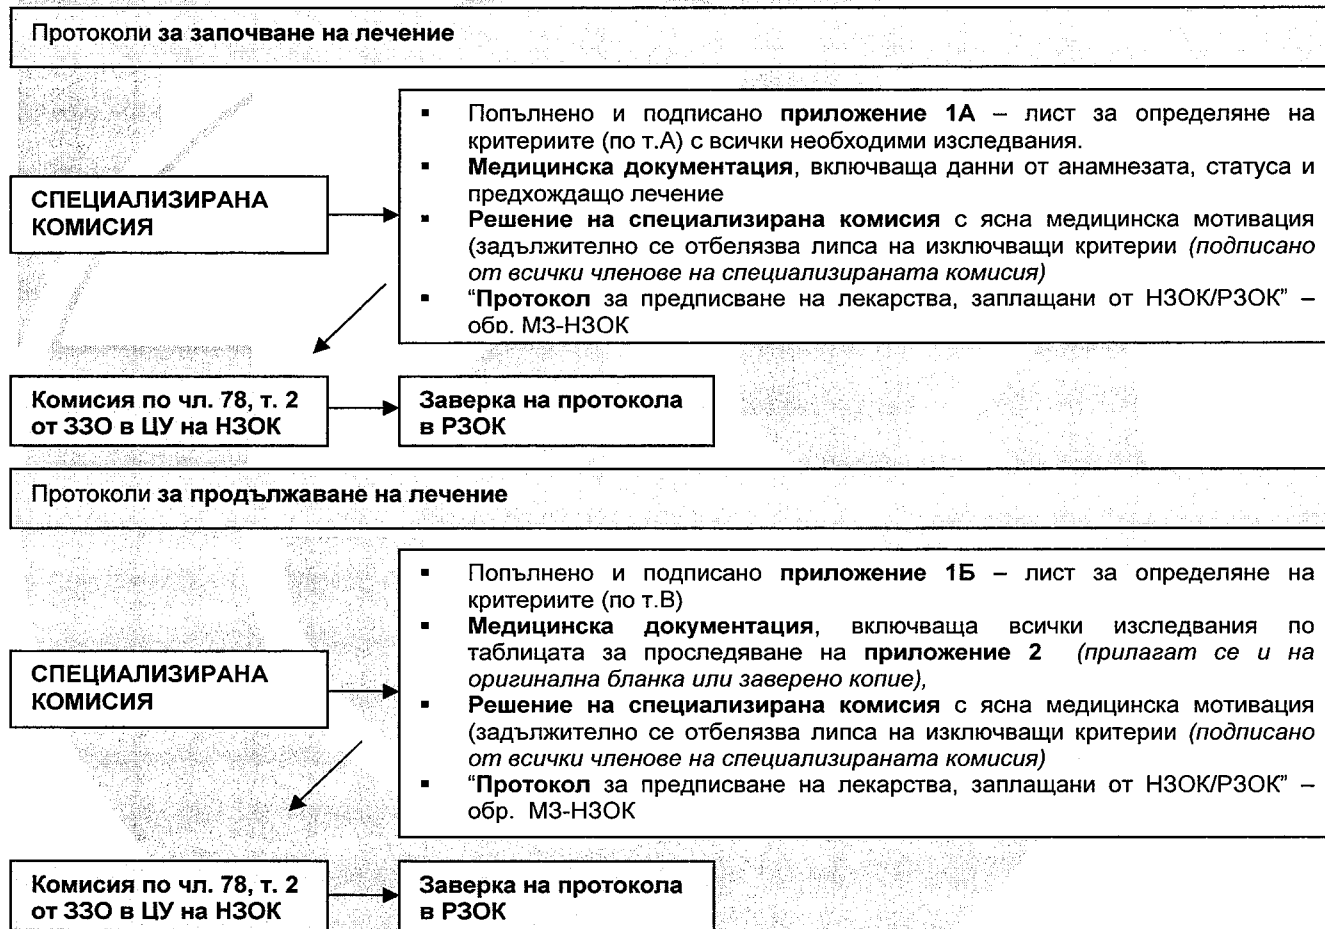 Протоколи за започване на лечение
▪ Попълнено и подписано приложение 1А – лист за определяне на
критериите (по т.А) с всички необходими изследвания.
▪ Медицинска документация, включваща данни от анамнезата, статуса и
предхождащо лечение
▪ Решение на специализирана комисия с ясна медицинска мотивация
(задължително се отбелязва липса на изключващи критерии (подписано
от всички членове на специализираната комисия)
▪ “Протокол за предписване на лекарства, заплащани от НЗОК/РЗОК” –
обр. МЗ-НЗОК
СПЕЦИАЛИЗИРАНА
КОМИСИЯ
Комисия по чл. 78, т. 2
от ЗЗО в ЦУ на НЗОК
Заверка на протокола
в РЗОК
Протоколи за продължаване на лечение
▪ Попълнено и подписано приложение 1Б – лист за определяне на
критериите (по т.В)
▪ Медицинска документация, включваща всички изследвания по
таблицата за проследяване на приложение 2 (прилагат се и на
оригинална бланка или заверено копие),
▪ Решение на специализирана комисия с ясна медицинска мотивация
(задължително се отбелязва липса на изключващи критерии (подписано
от всички членове на специализираната комисия)
▪ “Протокол за предписване на лекарства, заплащани от НЗОК/РЗОК” –
обр. МЗ-НЗОК
СПЕЦИАЛИЗИРАНА
КОМИСИЯ
Комисия по чл. 78, т. 2
от ЗЗО в ЦУ на НЗОК
Заверка на протокола
в РЗОК